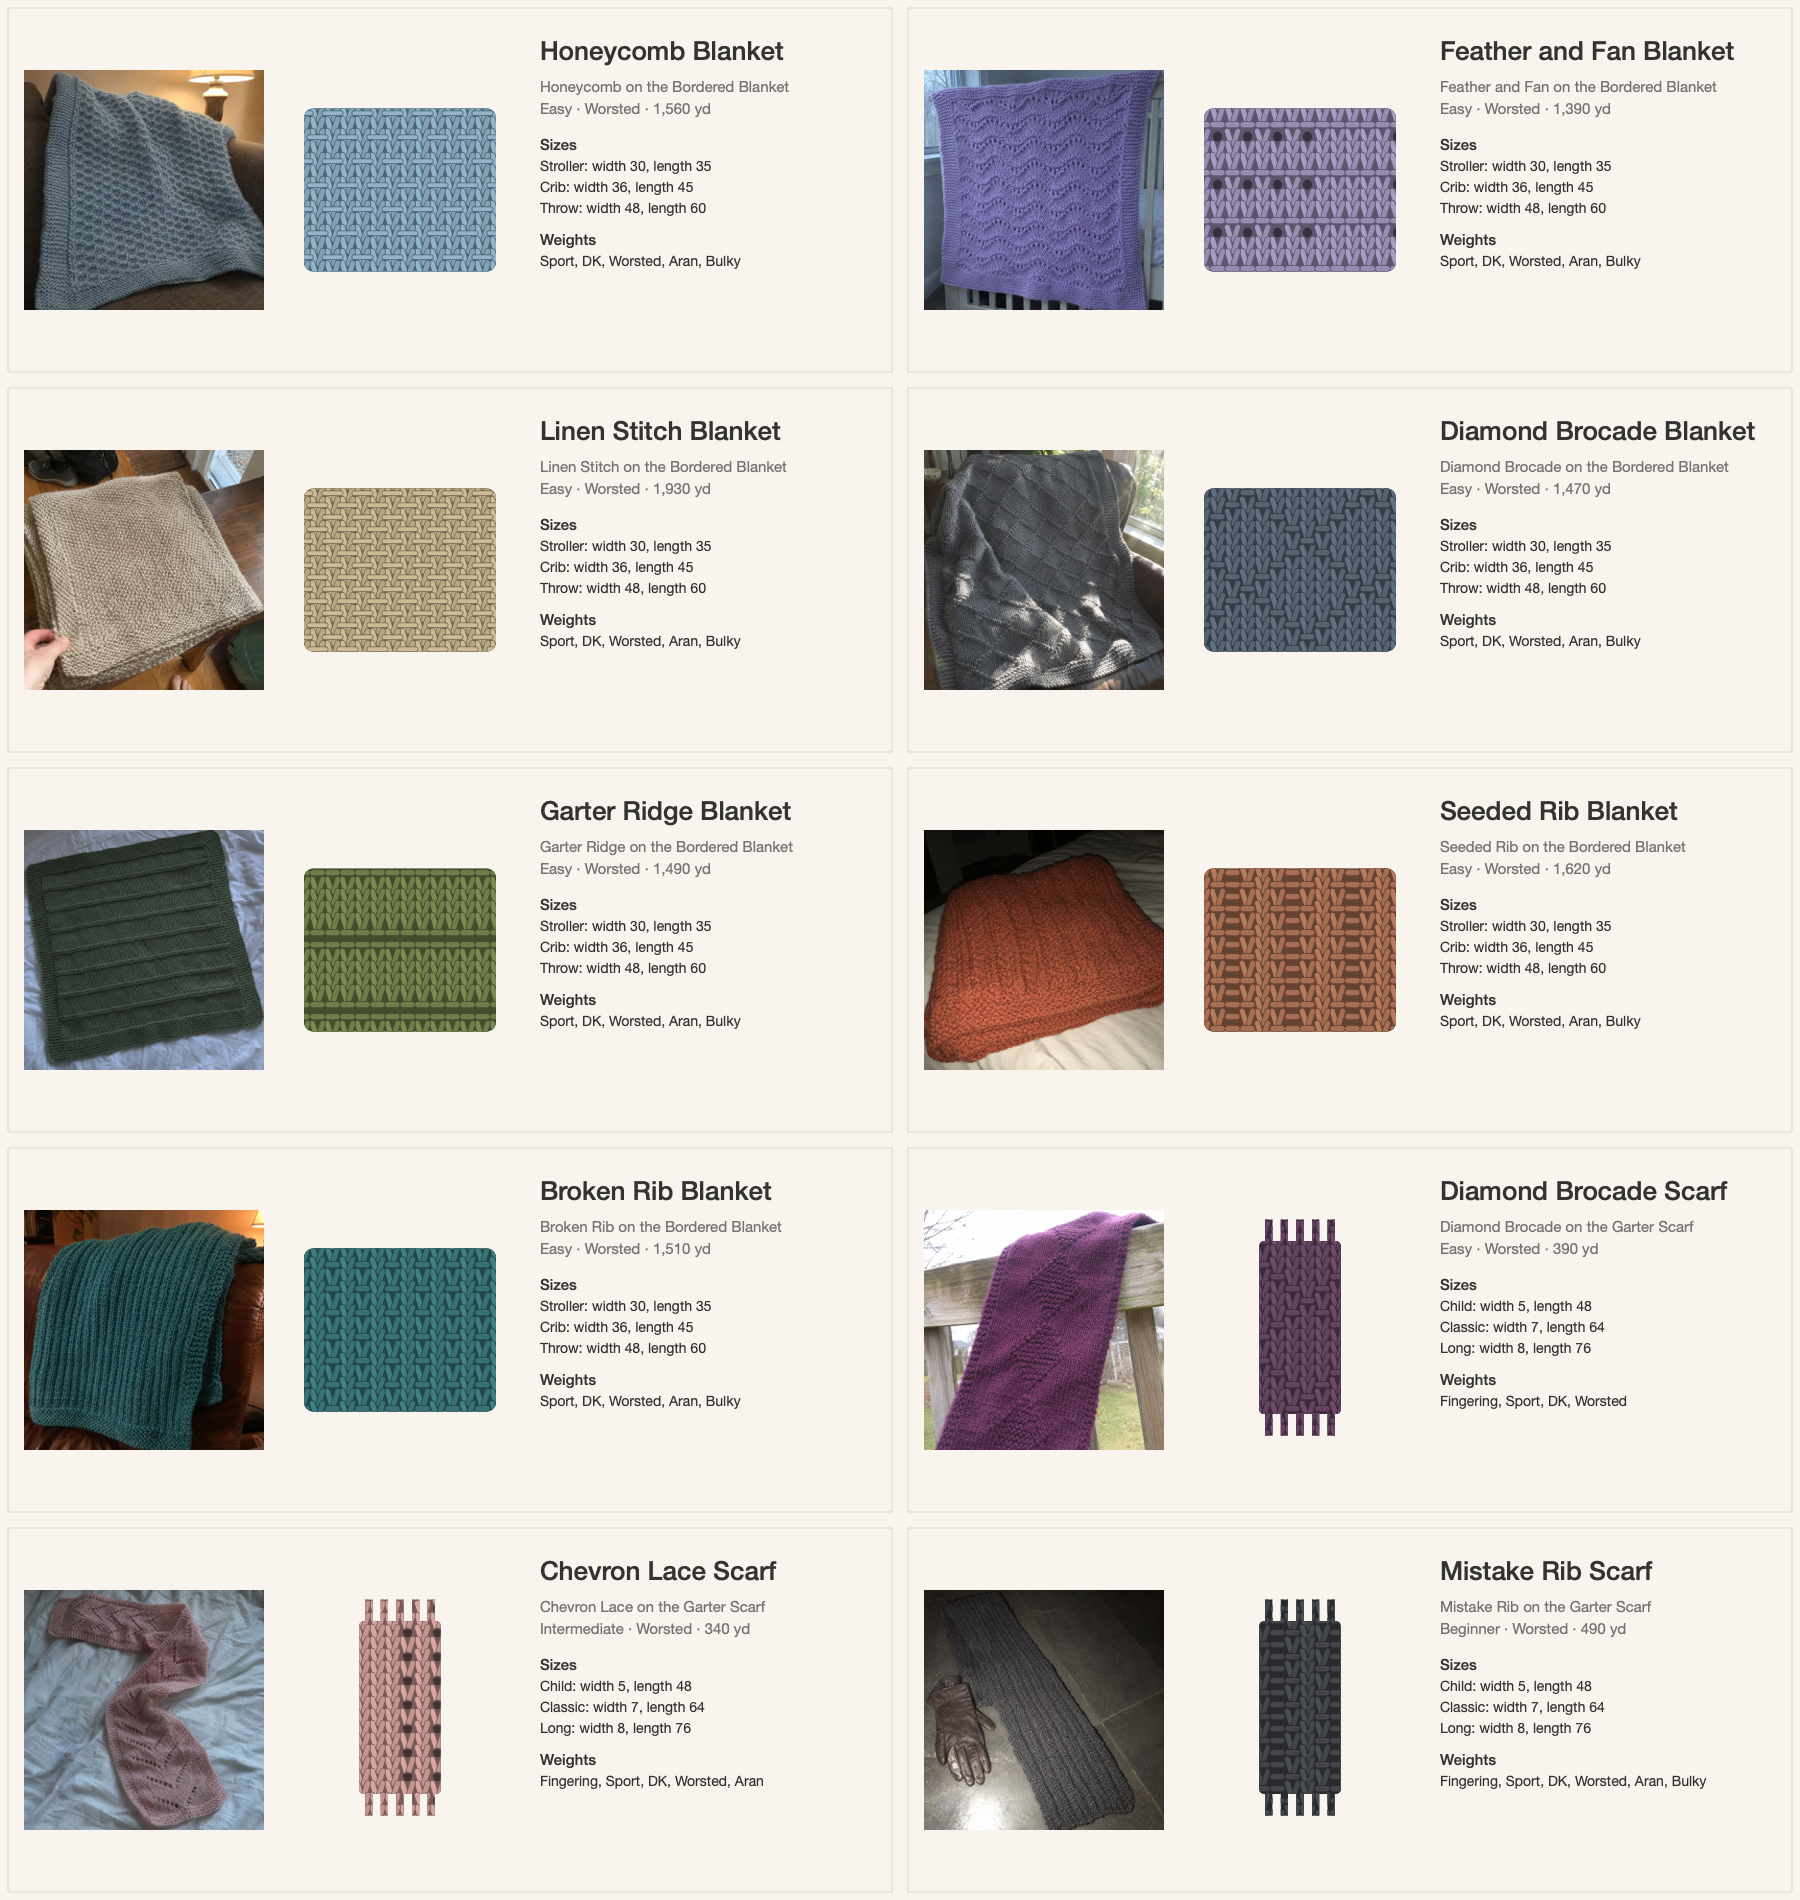 Honeycomb Blanket
Honeycomb on the Bordered Blanket
Easy · Worsted · 1,560 yd
Sizes
Stroller: width 30, length 35
Crib: width 36, length 45
Throw: width 48, length 60
Weights
Sport, DK, Worsted, Aran, Bulky
Feather and Fan Blanket
Feather and Fan on the Bordered Blanket
Easy · Worsted · 1,390 yd
Sizes
Stroller: width 30, length 35
Crib: width 36, length 45
Throw: width 48, length 60
Weights
Sport, DK, Worsted, Aran, Bulky
Linen Stitch Blanket
Linen Stitch on the Bordered Blanket
Easy · Worsted · 1,930 yd
Sizes
Stroller: width 30, length 35
Crib: width 36, length 45
Throw: width 48, length 60
Weights
Sport, DK, Worsted, Aran, Bulky
Diamond Brocade Blanket
Diamond Brocade on the Bordered Blanket
Easy · Worsted · 1,470 yd
Sizes
Stroller: width 30, length 35
Crib: width 36, length 45
Throw: width 48, length 60
Weights
Sport, DK, Worsted, Aran, Bulky
Garter Ridge Blanket
Garter Ridge on the Bordered Blanket
Easy · Worsted · 1,490 yd
Sizes
Stroller: width 30, length 35
Crib: width 36, length 45
Throw: width 48, length 60
Weights
Sport, DK, Worsted, Aran, Bulky
Seeded Rib Blanket
Seeded Rib on the Bordered Blanket
Easy · Worsted · 1,620 yd
Sizes
Stroller: width 30, length 35
Crib: width 36, length 45
Throw: width 48, length 60
Weights
Sport, DK, Worsted, Aran, Bulky
Broken Rib Blanket
Broken Rib on the Bordered Blanket
Easy · Worsted · 1,510 yd
Sizes
Stroller: width 30, length 35
Crib: width 36, length 45
Throw: width 48, length 60
Weights
Sport, DK, Worsted, Aran, Bulky
Diamond Brocade Scarf
Diamond Brocade on the Garter Scarf
Easy · Worsted · 390 yd
Sizes
Child: width 5, length 48
Classic: width 7, length 64
Long: width 8, length 76
Weights
Fingering, Sport, DK, Worsted
Chevron Lace Scarf
Chevron Lace on the Garter Scarf
Intermediate · Worsted · 340 yd
Sizes
Child: width 5, length 48
Classic: width 7, length 64
Long: width 8, length 76
Weights
Fingering, Sport, DK, Worsted, Aran
Mistake Rib Scarf
Mistake Rib on the Garter Scarf
Beginner · Worsted · 490 yd
Sizes
Child: width 5, length 48
Classic: width 7, length 64
Long: width 8, length 76
Weights
Fingering, Sport, DK, Worsted, Aran, Bulky